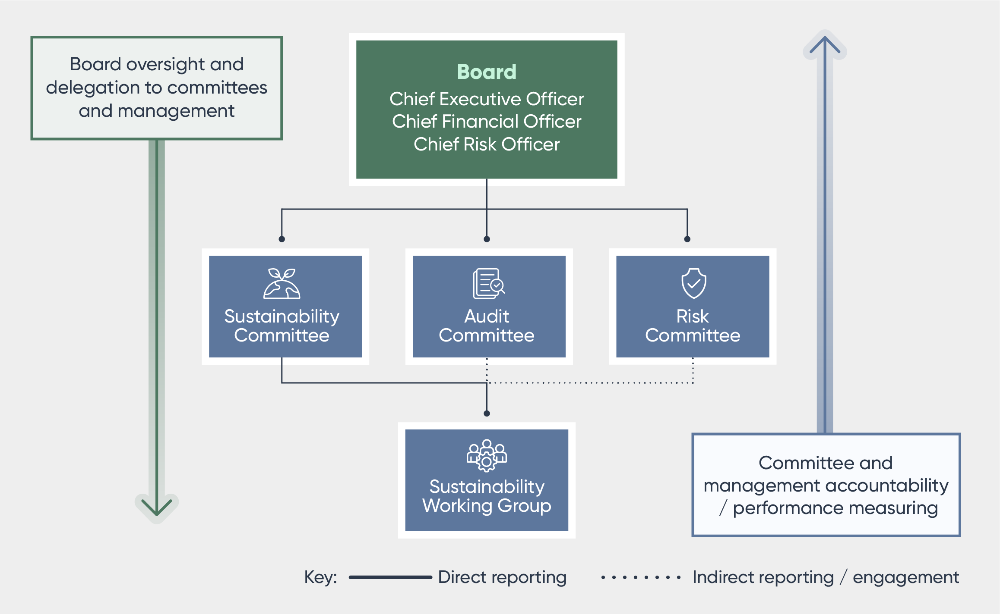 Board oversight and
delegation to committees
and management
Board
Chief Executive Officer
Chief Financial Officer
Chief Risk Officer
Sustainability
Committee
Audit
Committee
Risk
Committee
Sustainability
Working Group
Committee and
management accountability
/ performance measuring
Key:
Direct reporting
Indirect reporting / engagement